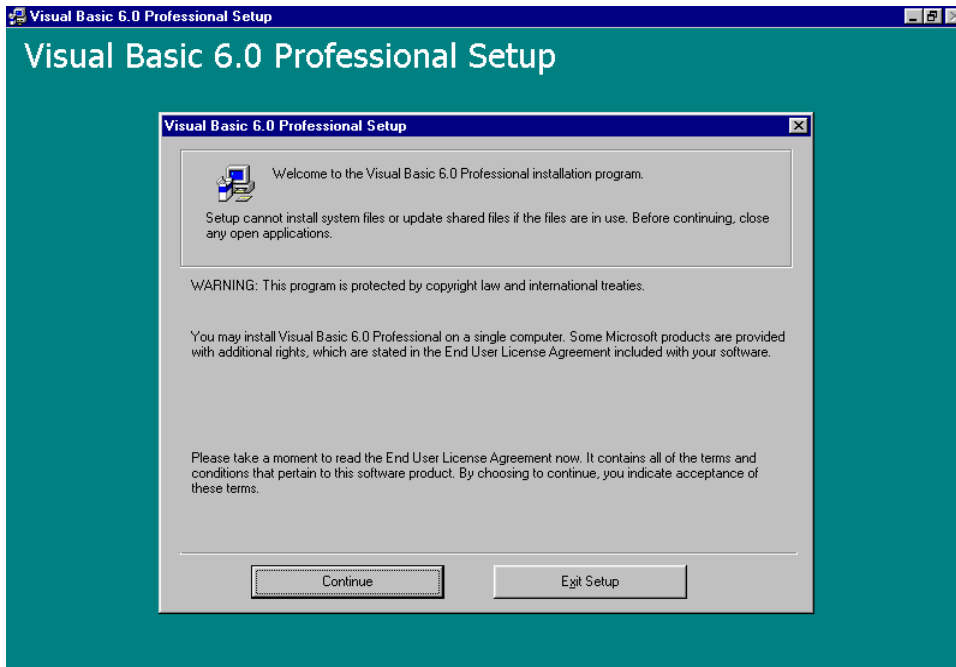 Visual Basic 6.0 Professional Setup
Visual Basic 6.0 Professional Setup
Visual Basic 6.0 Professional Setup
Welcome to the Visual Basic 6.0 Professional installation program.
Setup cannot install system files or update shared files if the files are in use. Before continuing, close
any open applications.
WARNING: This program is protected by copyright law and international treaties.
You may install Visual Basic 6.0 Professional on a single computer. Some Microsoft products are provided
with additional rights, which are stated in the End User License Agreement included with your software.
Please take a moment to read the End User License Agreement now. It contains all of the terms and
conditions that pertain to this software product. By choosing to continue, you indicate acceptance of
these terms.
Continue
Exit Setup